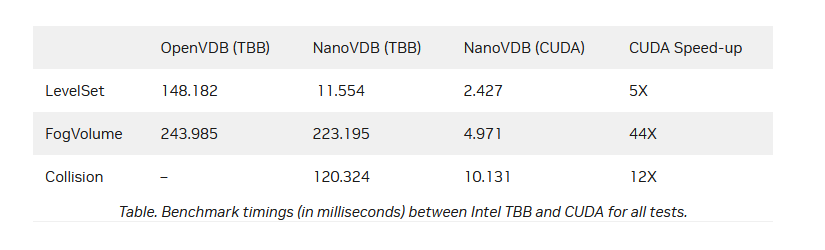 OpenVDB (TBB) NanoVDB (TBB) NanoVDB (CUDA) CUDA Speed-up
LevelSet 148.182 11.554 2.427 5X
FogVolume 243.985 223.195 4.971 44X
Collision – 120.324 10.131 12X
Table. Benchmark timings (in milliseconds) between Intel TBB and CUDA for all tests.